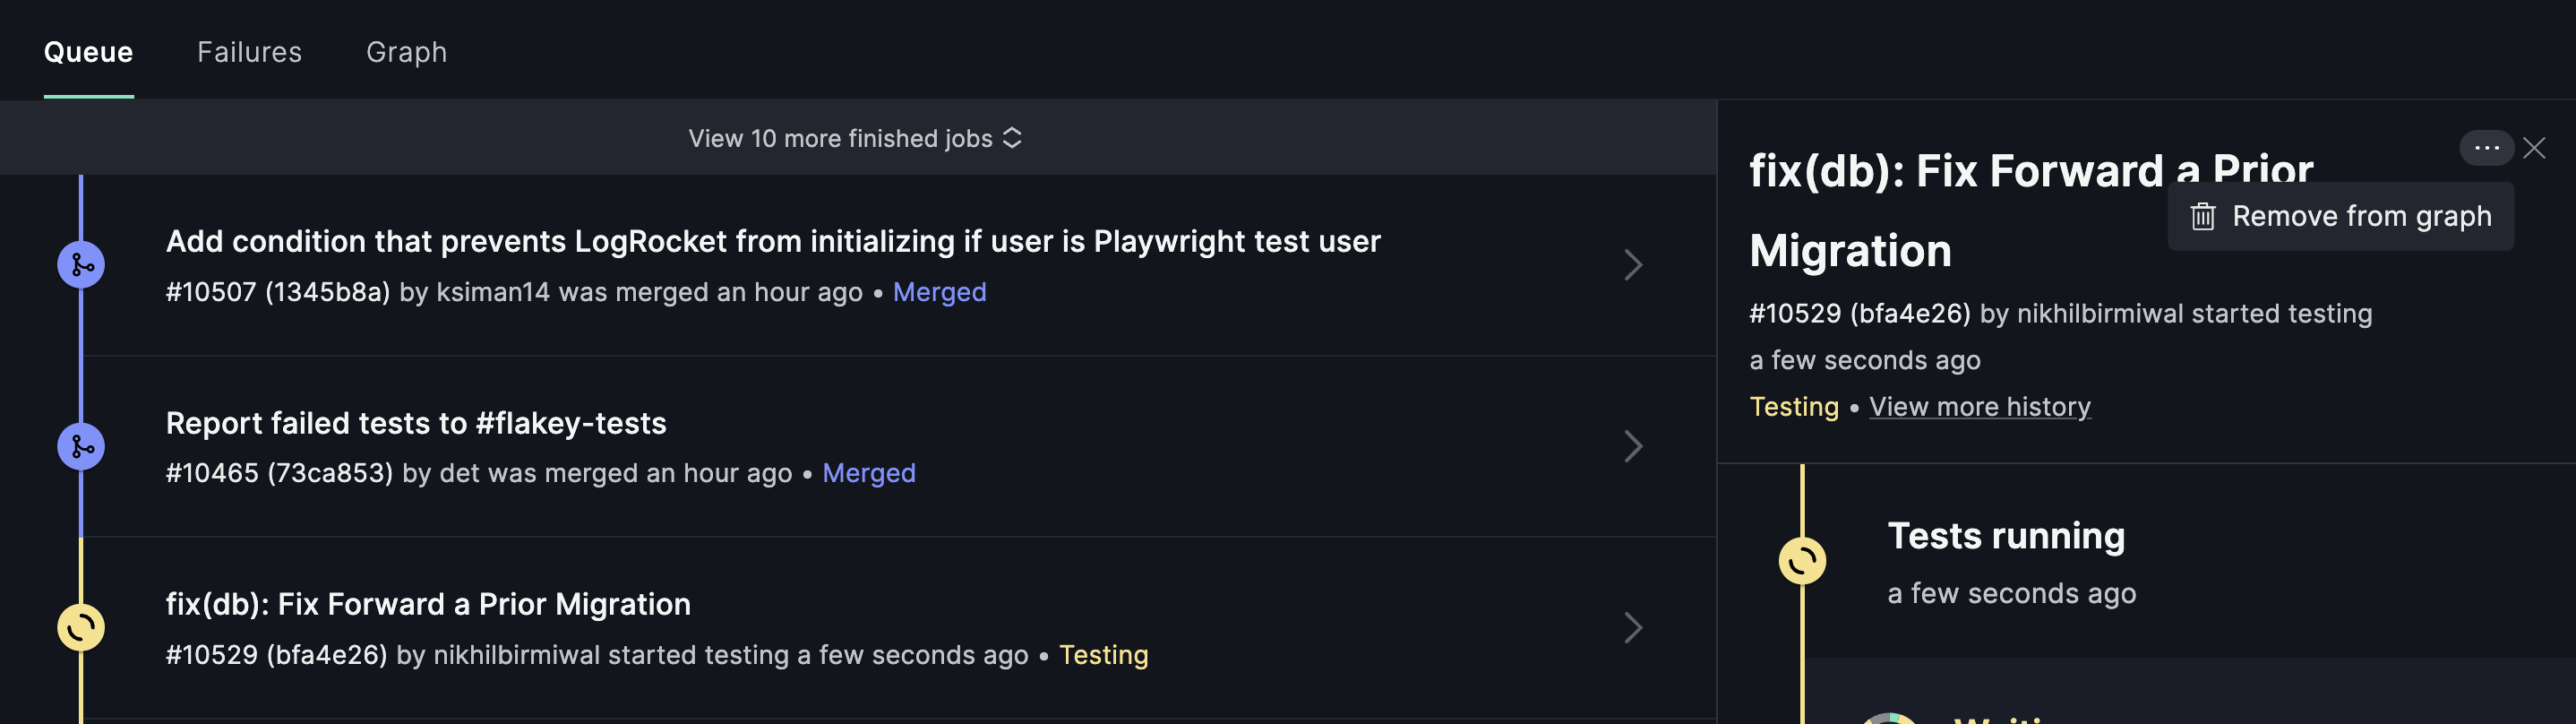 Queue Failures Graph
View 10 more finished jobs
Add condition that prevents LogRocket from initializing if user is Playwright test user
#10507 (1345b8a) by ksiman14 was merged an hour ago • Merged
Report failed tests to #flakey-tests
#10465 (73ca853) by det was merged an hour ago • Merged
fix(db): Fix Forward a Prior Migration
#10529 (bfa4e26) by nikhilbirmiwal started testing a few seconds ago • Testing
fix(db): Fix Forward a Prior
Remove from graph
Migration
#10529 (bfa4e26) by nikhilbirmiwal started testing
a few seconds ago
Testing • View more history
Tests running
a few seconds ago